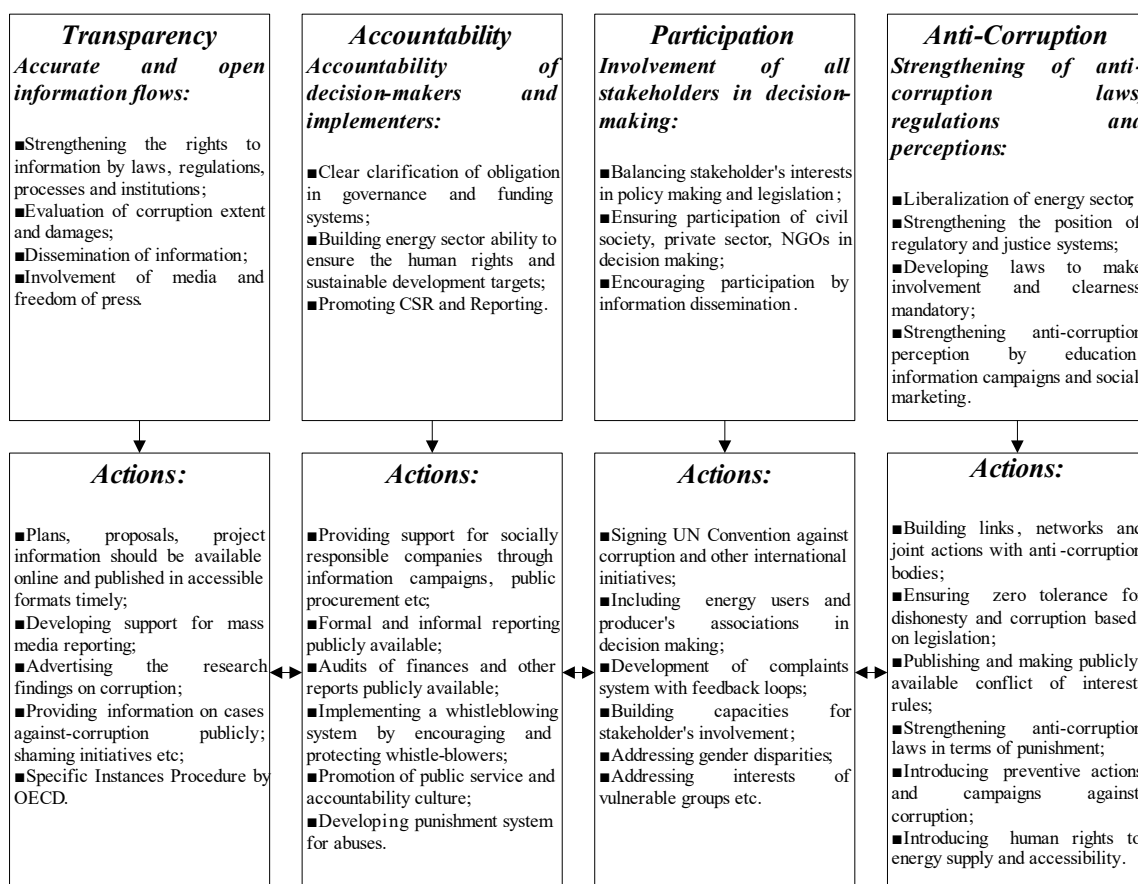 Transparency
Accurate and open
information flows:
■Strengthening the rights to
information by laws, regulations,
processes and institutions;
■Evaluation of corruption extent
and damages;
■Dissemination of information;
■Involvement of media and
freedom of press.
Accountability
Accountability of
decision-makers and
implementers:
■Clear clarification of obligation
in governance and funding
systems;
■Building energy sector ability to
ensure the human rights and
sustainable development targets;
■Promoting CSR and Reporting.
Participation
Involvement of all
stakeholders in decision-
making:
■Balancing stakeholder's interests
in policy making and legislation;
■Ensuring participation of civil
society, private sector, NGOs in
decision making;
■Encouraging participation by
information dissemination.
Anti-Corruption
Strengthening of anti-
corruption laws,
regulations and
perceptions:
■Liberalization of energy sector;
■Strengthening the position of
regulatory and justice systems;
■Developing laws to make
involvement and clearness
mandatory;
■Strengthening anti-corruption
perception by education,
information campaigns and social
marketing.
Actions:
■Plans, proposals, project
information should be available
online and published in accessible
formats timely;
■Developing support for mass
media reporting;
■Advertising the research
findings on corruption;
■Providing information on cases
against-corruption publicly;
shaming initiatives etc;
■Specific Instances Procedure by
OECD.
Actions:
■Providing support for socially
responsible companies through
information campaigns, public
procurement etc;
■Formal and informal reporting
publicly available;
■Audits of finances and other
reports publicly available;
■Implementing a whistleblowing
system by encouraging and
protecting whistle-blowers;
■Promotion of public service and
accountability culture;
■Developing punishment system
for abuses.
Actions:
■Signing UN Convention against
corruption and other international
initiatives;
■Including energy users and
producer's associations in
decision making;
■Development of complaints
system with feedback loops;
■Building capacities for
stakeholder's involvement;
■Addressing gender disparities;
■Addressing interests of
vulnerable groups etc.
Actions:
■Building links, networks and
joint actions with anti-corruption
bodies;
■Ensuring zero tolerance for
dishonesty and corruption based
on legislation;
■Publishing and making publicly
available conflict of interest
rules;
■Strengthening anti-corruption
laws in terms of punishment;
■Introducing preventive actions
and campaigns against
corruption;
■Introducing human rights to
energy supply and accessibility.